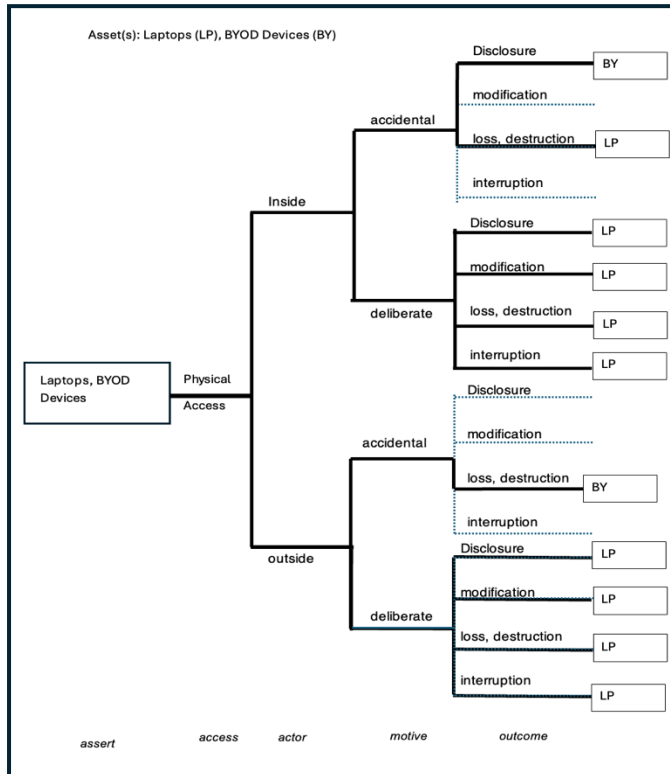 Asset(s): Laptops (LP), BYOD Devices (BY)
Disclosure
BY
modification
accidental
loss, destruction
LP
interruption
Inside
Disclosure
LP
modification
LP
deliberate
loss, destruction
LP
interruption
LP
Laptops, BYOD
Devices
Physical
Access
Disclosure
accidental
modification
loss, destruction
BY
interruption
outside
Disclosure
LP
modification
LP
deliberate
loss, destruction
LP
interruption
LP
assert access actor motive outcome